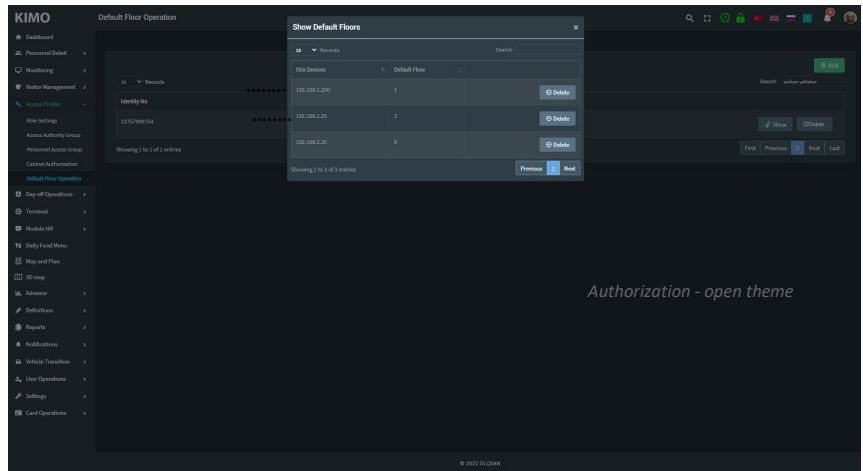 KIMO
Default Floor Operation
Dashboard
Personnel Detail
Monitoring
Visitor Management
Access Profile
Role Settings
Access Authority Group
Personnel Access Group
Cabinet Authorization
Default Floor Operation
Day-off Operations
Terminal
Module HR
Daily Food Menu
Map and Plan
3D map
Advance
Definitions
Reports
Notifications
Vehicle Transition
User Operations
Settings
Card Operations
Add
10 Records
Search:
Identity No
33757999754
Show Delete
Showing 1 to 1 of 1 entries
First Previous 1 Next Last
Show Default Floors ×
10 Records
Search:
Otis Devices Default Floor
192.168.1.250 1 Delete
192.168.2.25 2 Delete
192.168.2.35 6 Delete
Showing 1 to 3 of 3 entries
Previous 1 Next
Authorization - open theme
© 2022 ÖLÇSAN